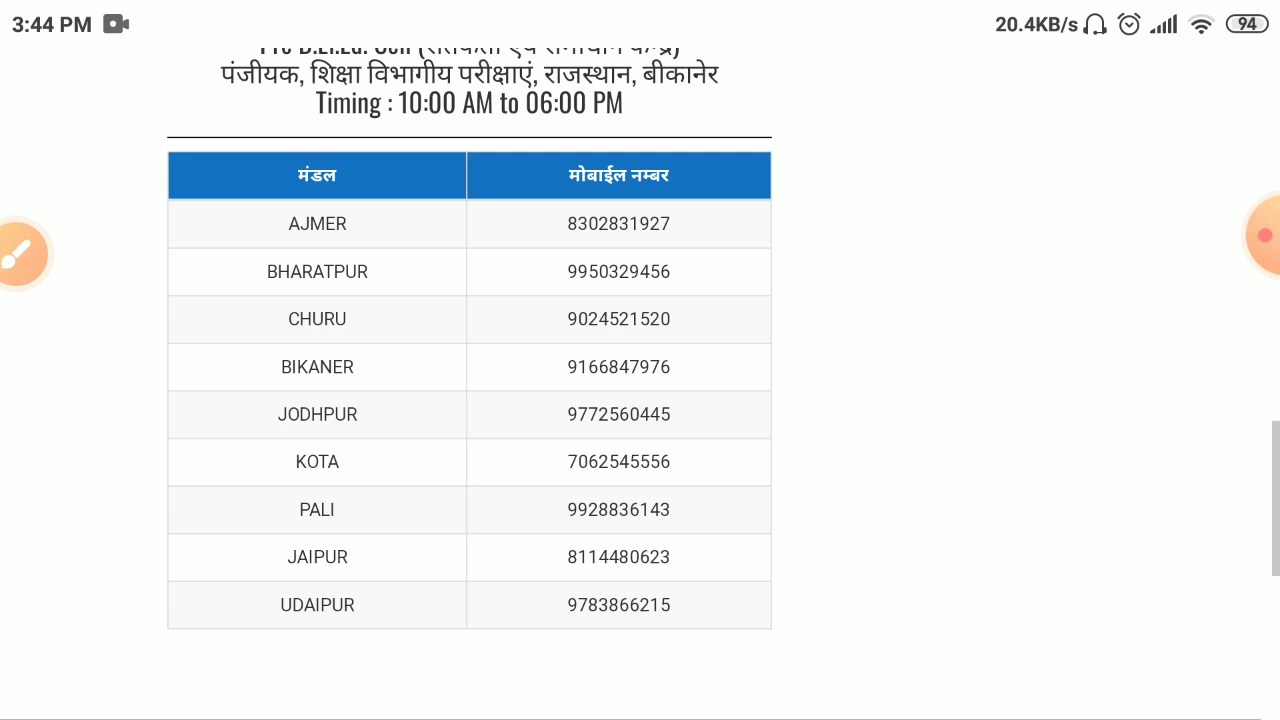 3:44 PM
20.4KB/s 94
पंजीयक, शिक्षा विभागीय परीक्षाएं, राजस्थान, बीकानेर
Timing : 10:00 AM to 06:00 PM
मंडल मोबाईल नम्बर
AJMER 8302831927
BHARATPUR 9950329456
CHURU 9024521520
BIKANER 9166847976
JODHPUR 9772560445
KOTA 7062545556
PALI 9928836143
JAIPUR 8114480623
UDAIPUR 9783866215